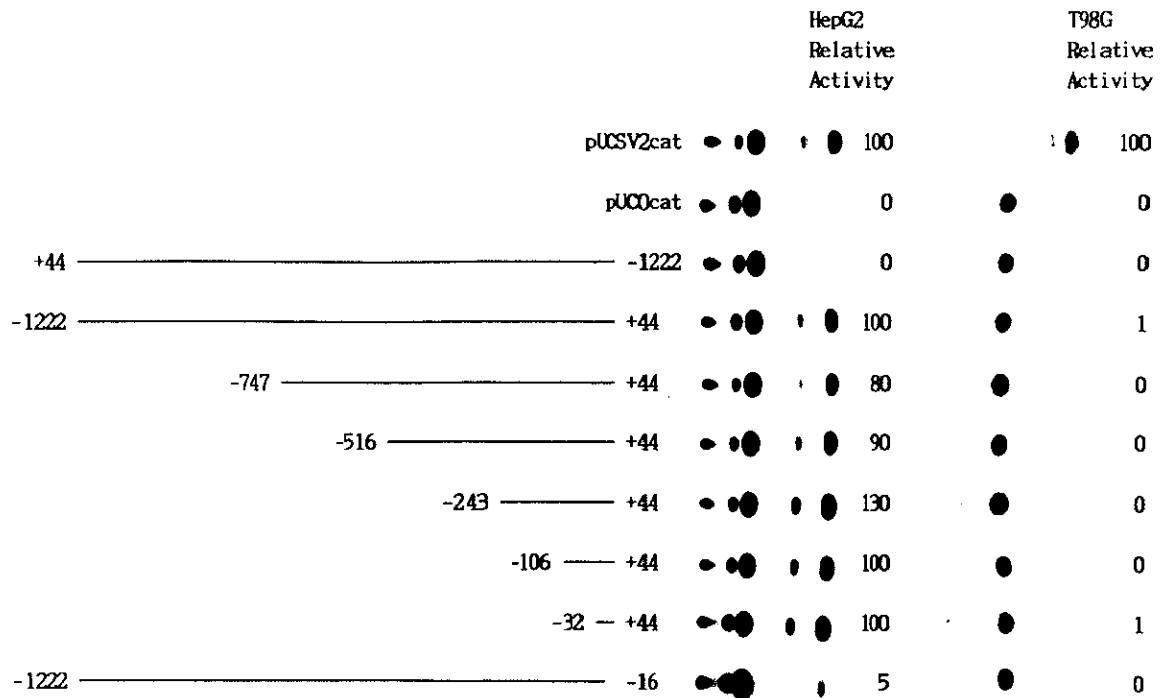 HepG2 T98G
Relative Relative
Activity Activity
pUCSV2cat 100 100
pUC0cat 0 0
+44 -1222 0 0
-1222 +44 100 1
-747 +44 80 0
-516 +44 90 0
-243 +44 130 0
-106 +44 100 0
-32 +44 100 1
-1222 -16 5 0